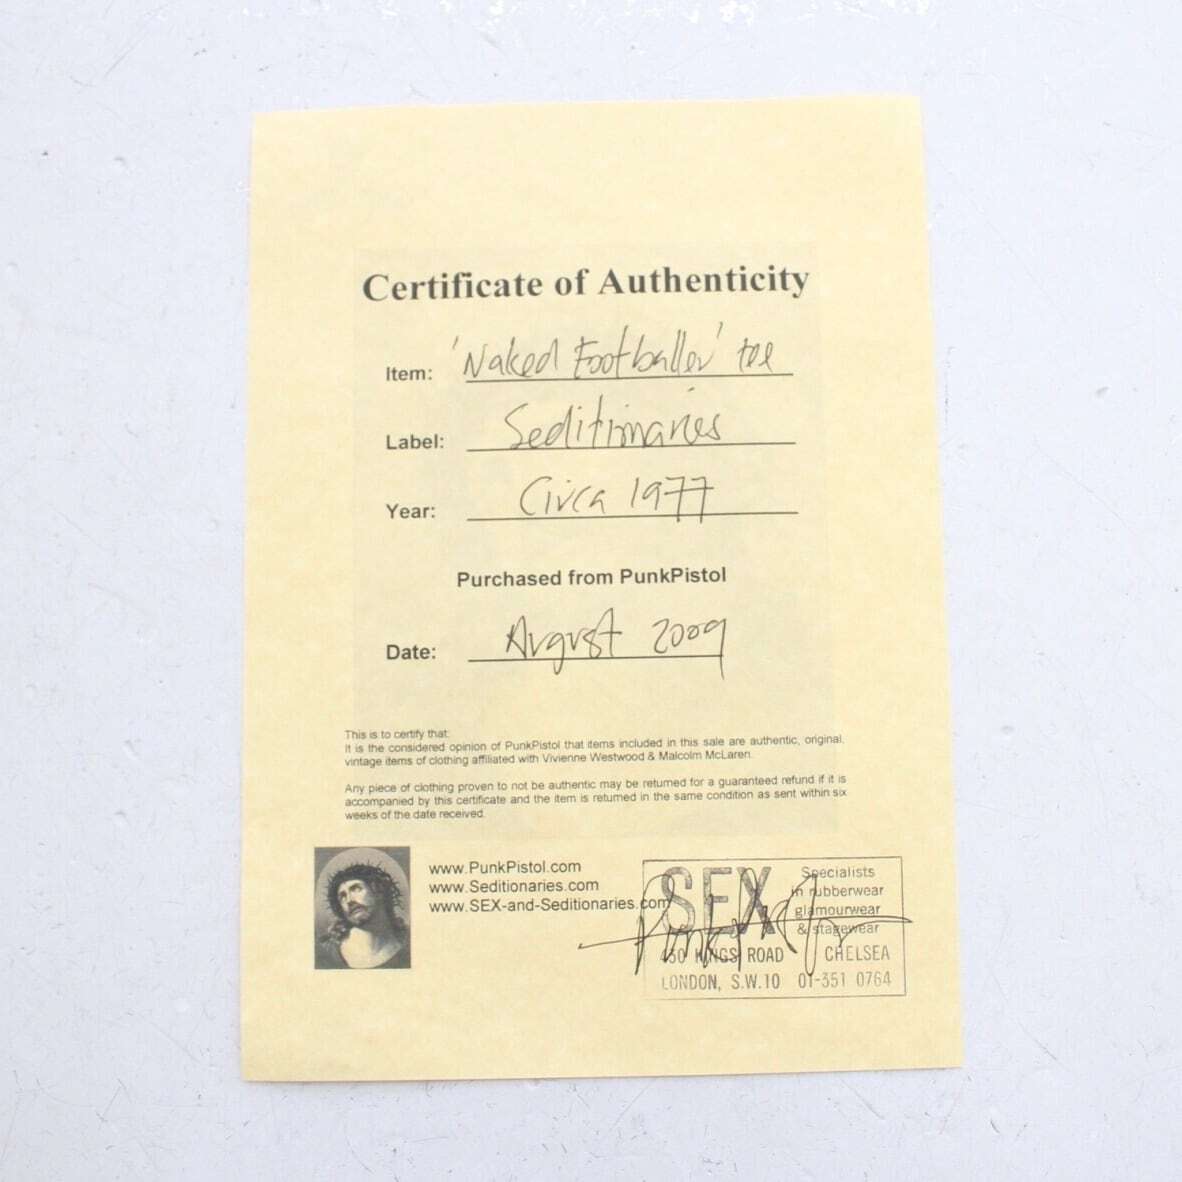 Certificate of Authenticity
Item: 'Naked Footballer' tee
Label: Seditionaries
Year: Circa 1977
Purchased from PunkPistol
Date: August 2009
This is to certify that:
It is the considered opinion of PunkPistol that items included in this sale are authentic, original,
vintage items of clothing affiliated with Vivienne Westwood & Malcolm McLaren.
Any piece of clothing proven to not be authentic may be returned for a guaranteed refund if it is
accompanied by this certificate and the item is returned in the same condition as sent within six
weeks of the date received.
www.PunkPistol.com
www.Seditionaries.com
www.SEX-and-Seditionaries.com
SEX
Specialists
in rubberwear
glamourwear
& stagewear
430 KINGS ROAD CHELSEA
LONDON, S.W.10 01-351 0764